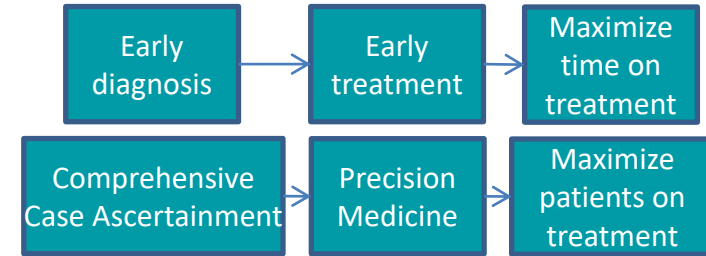 Early
diagnosis
Early
treatment
Maximize
time on
treatment
Comprehensive
Case Ascertainment
Precision
Medicine
Maximize
patients on
treatment